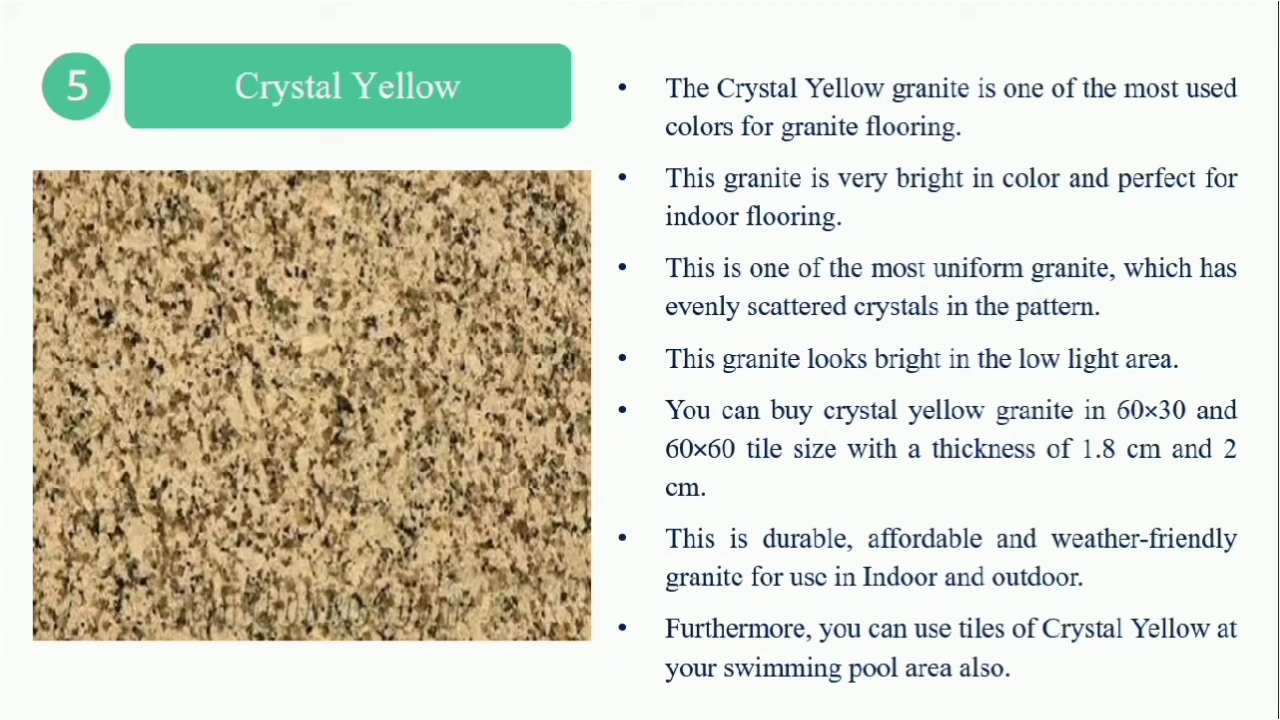 5
Crystal Yellow
• The Crystal Yellow granite is one of the most used
colors for granite flooring.
• This granite is very bright in color and perfect for
indoor flooring.
• This is one of the most uniform granite, which has
evenly scattered crystals in the pattern.
• This granite looks bright in the low light area.
• You can buy crystal yellow granite in 60×30 and
60×60 tile size with a thickness of 1.8 cm and 2
cm.
• This is durable, affordable and weather-friendly
granite for use in Indoor and outdoor.
• Furthermore, you can use tiles of Crystal Yellow at
your swimming pool area also.